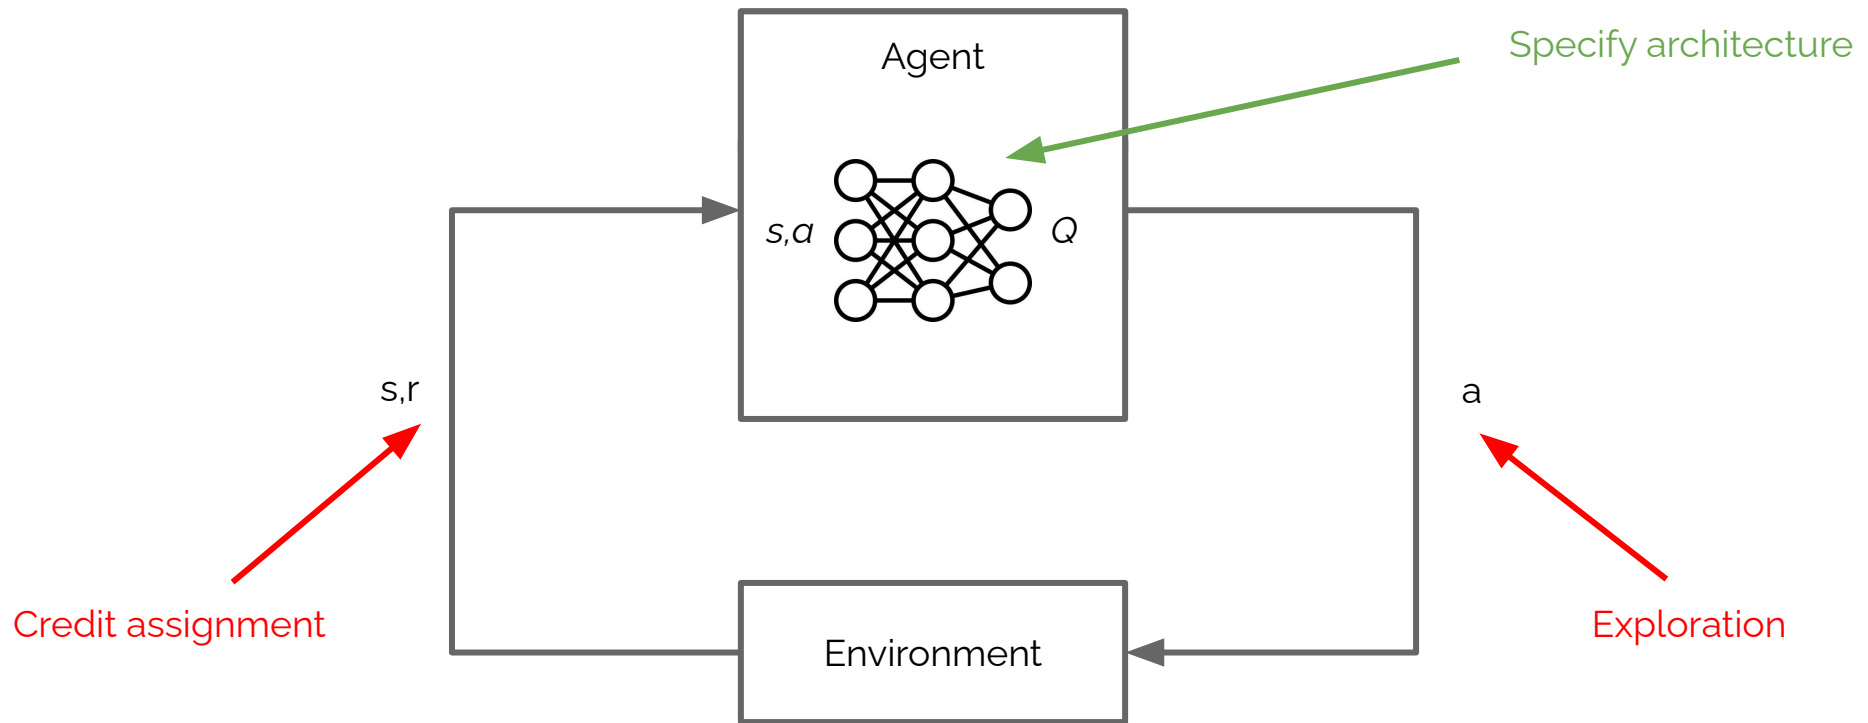 Agent
Specify architecture
s,a
Q
s,r
a
Credit assignment
Exploration
Environment